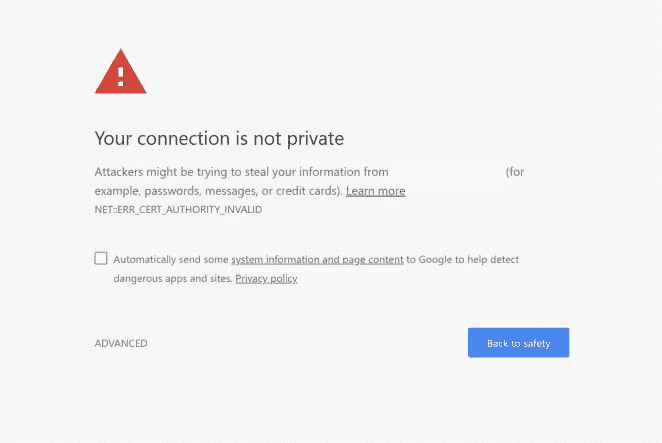 Your connection is not private
Attackers might be trying to steal your information from (for
example, passwords, messages, or credit cards). Learn more
NET::ERR_CERT_AUTHORITY_INVALID
Automatically send some system information and page content to Google to help detect
dangerous apps and sites. Privacy policy
ADVANCED
Back to safety